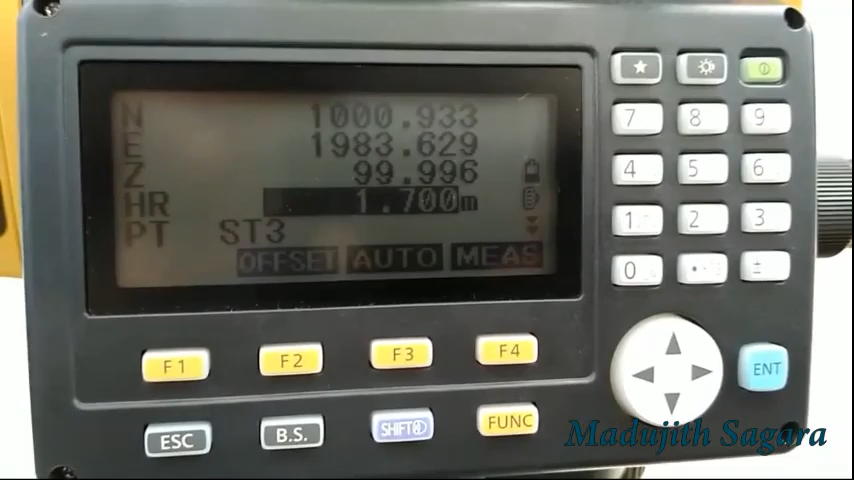 N 1000.933
E 1983.629
Z 99.996
HR 1.700m
PT ST3
OFFSET AUTO MEAS
7 8 9
4 5 6
1 2 3
0 • ±
F1 F2 F3 F4
ENT
ESC B.S. SHIFT FUNC
Madujith Sagara